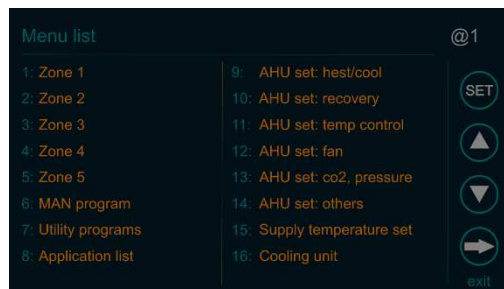 Menu list
@1
1: Zone 1
2: Zone 2
3: Zone 3
4: Zone 4
5: Zone 5
6: MAN program
7: Utility programs
8: Application list
9: AHU set: hest/cool
10: AHU set: recovery
11: AHU set: temp control
12: AHU set: fan
13: AHU set: co2, pressure
14: AHU set: others
15: Supply temperature set
16: Cooling unit
SET
exit